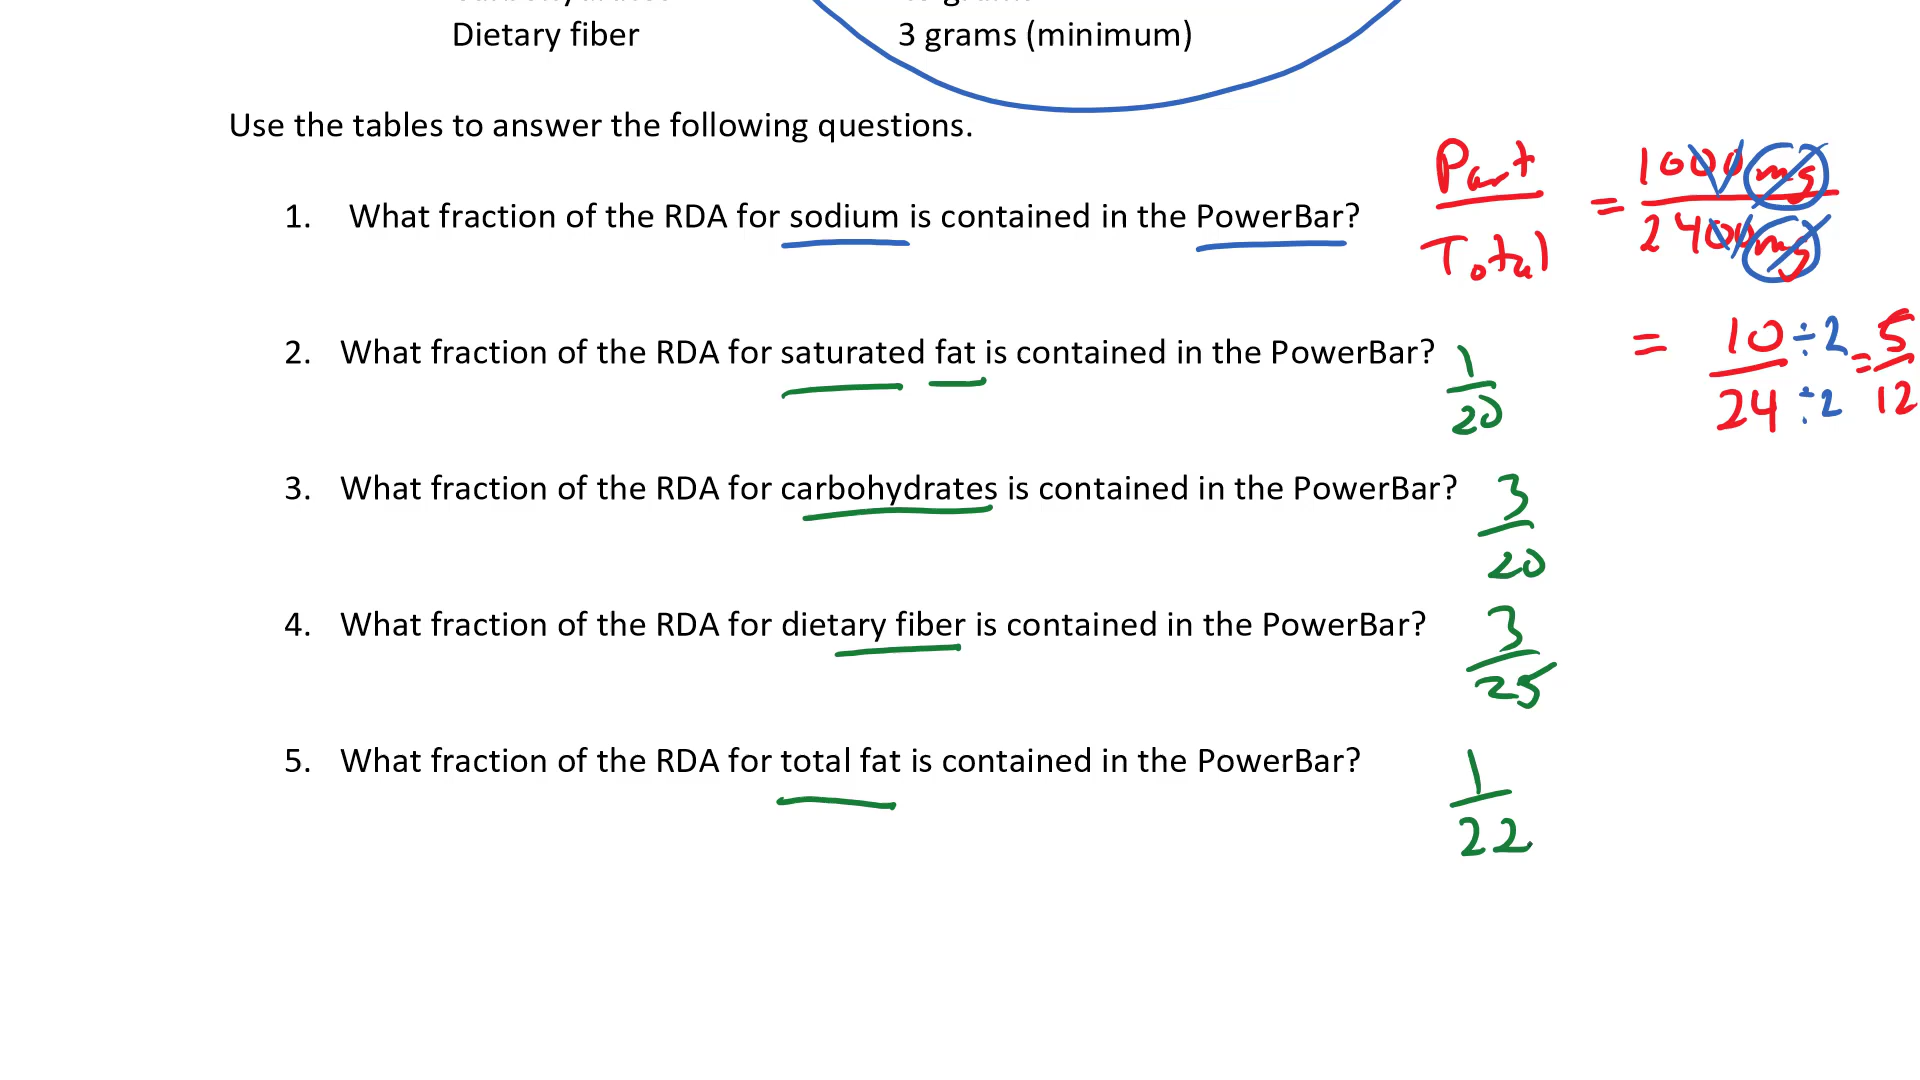 Dietary fiber 3 grams (minimum)
Use the tables to answer the following questions.
1. What fraction of the RDA for sodium is contained in the PowerBar?
Part / Total = 1000 mg / 2400 mg
= 10 ÷2 / 24 ÷2 = 5 / 12
2. What fraction of the RDA for saturated fat is contained in the PowerBar? 1/20
3. What fraction of the RDA for carbohydrates is contained in the PowerBar? 3/20
4. What fraction of the RDA for dietary fiber is contained in the PowerBar? 3/25
5. What fraction of the RDA for total fat is contained in the PowerBar? 1/22